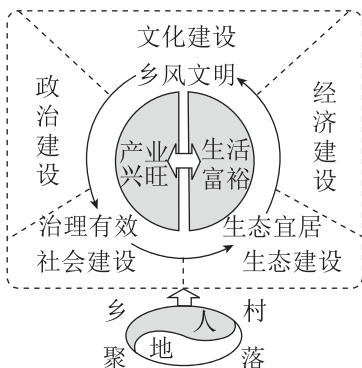 文化建设
乡风文明
政治建设
经济建设
产业
兴旺
生活
富裕
治理有效
生态宜居
社会建设
生态建设
乡
村
人
地
聚
落